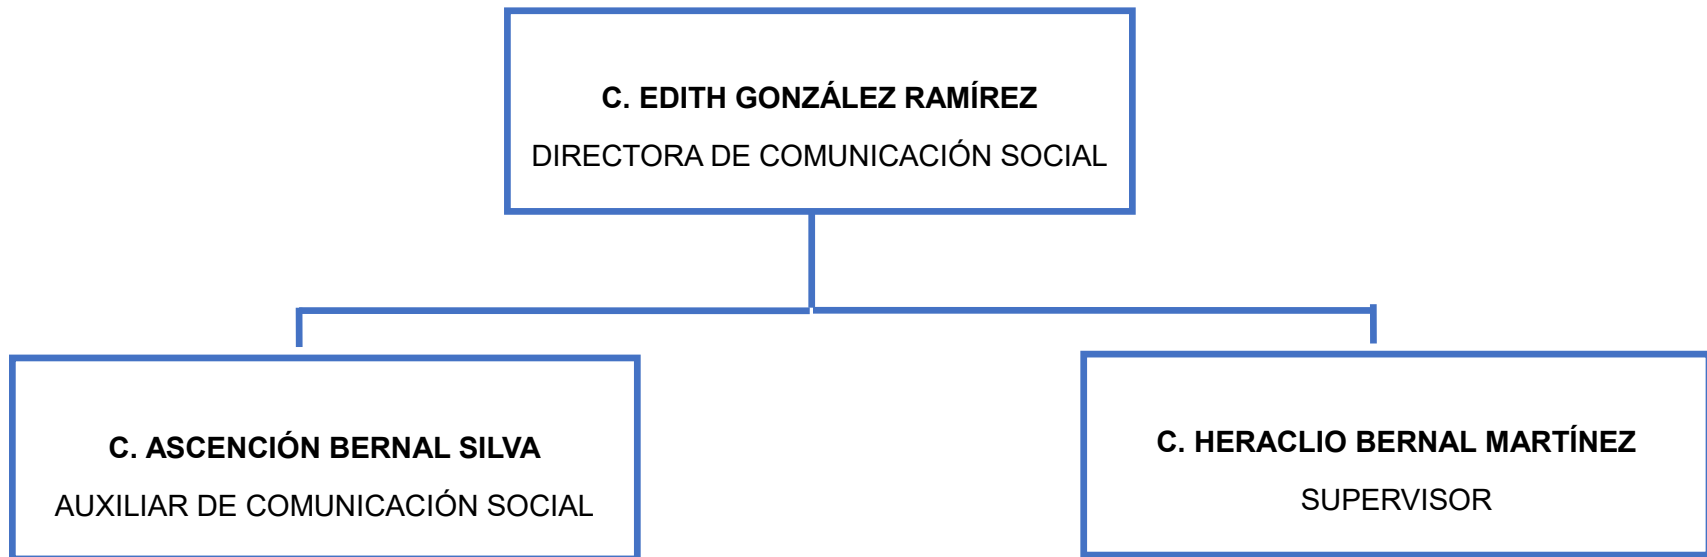 C. EDITH GONZÁLEZ RAMÍREZ
DIRECTORA DE COMUNICACIÓN SOCIAL
C. ASCENCIÓN BERNAL SILVA
AUXILIAR DE COMUNICACIÓN SOCIAL
C. HERACLIO BERNAL MARTÍNEZ
SUPERVISOR